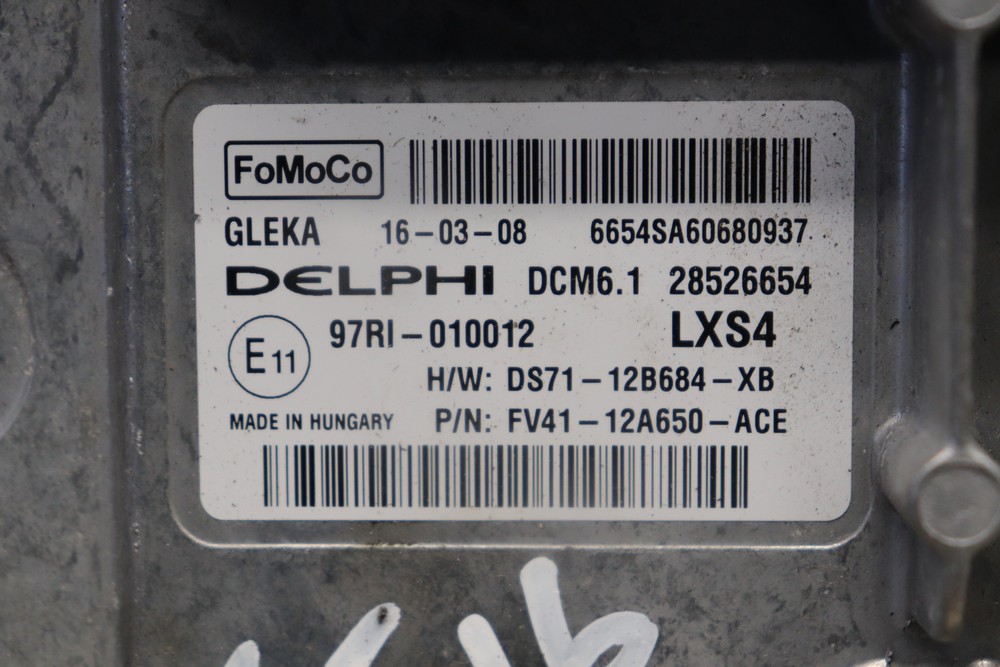 FoMoCo
GLEKA 16-03-08 6654SA60680937
DELPHI DCM6.1 28526654
E11 97RI-010012 LXS4
H/W: DS71-12B684-XB
MADE IN HUNGARY P/N: FV41-12A650-ACE